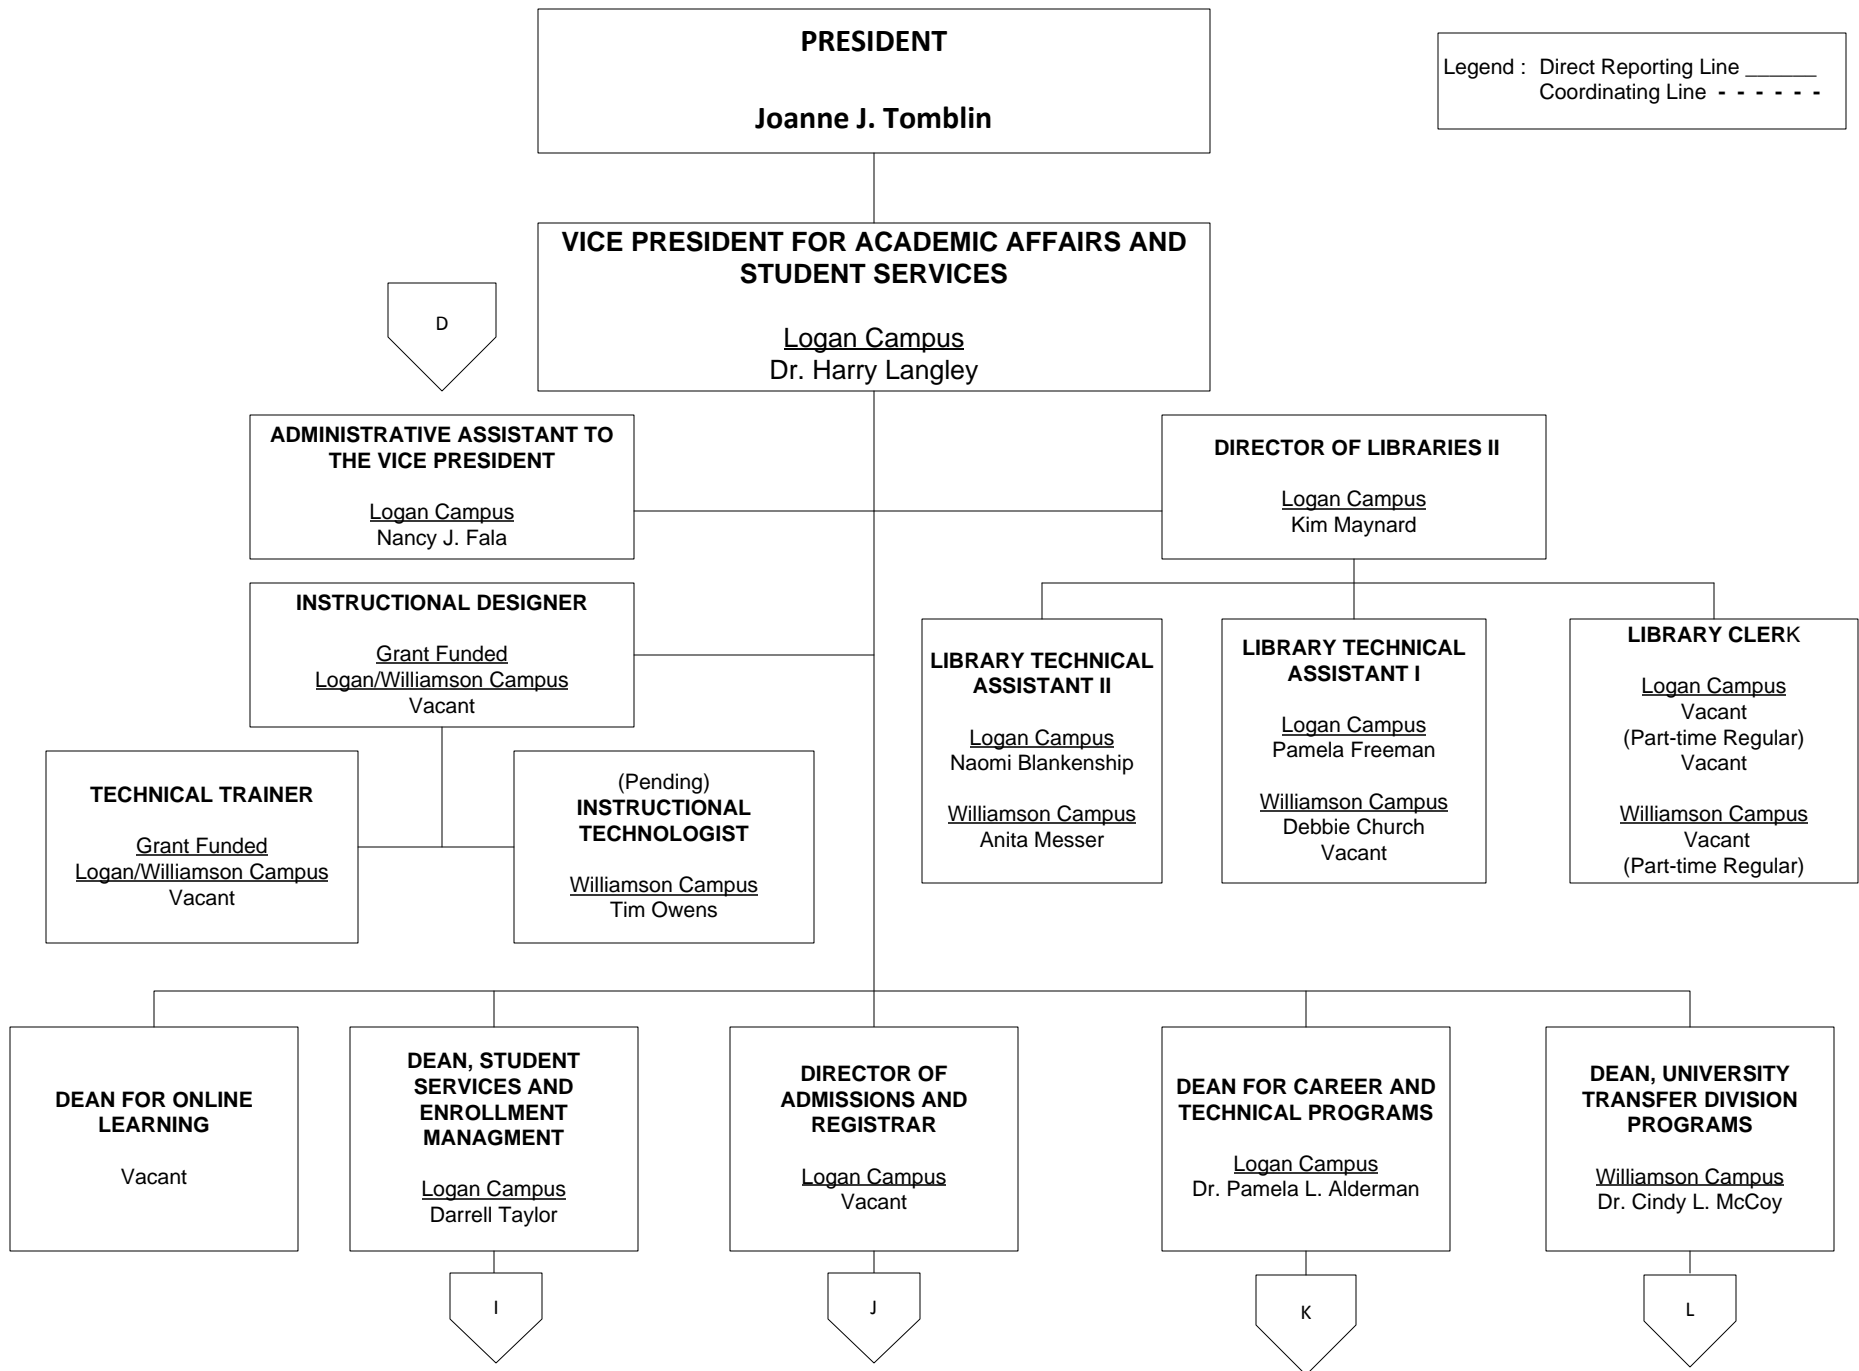 PRESIDENT
Joanne J. Tomblin
Legend : Direct Reporting Line ______
Coordinating Line - - - - - -
VICE PRESIDENT FOR ACADEMIC AFFAIRS AND
STUDENT SERVICES
Logan Campus
Dr. Harry Langley
D
ADMINISTRATIVE ASSISTANT TO
THE VICE PRESIDENT
Logan Campus
Nancy J. Fala
DIRECTOR OF LIBRARIES II
Logan Campus
Kim Maynard
INSTRUCTIONAL DESIGNER
Grant Funded
Logan/Williamson Campus
Vacant
LIBRARY TECHNICAL
ASSISTANT II
Logan Campus
Naomi Blankenship
Williamson Campus
Anita Messer
LIBRARY TECHNICAL
ASSISTANT I
Logan Campus
Pamela Freeman
Williamson Campus
Debbie Church
Vacant
LIBRARY CLERK
Logan Campus
Vacant
(Part-time Regular)
Vacant
Williamson Campus
Vacant
(Part-time Regular)
TECHNICAL TRAINER
Grant Funded
Logan/Williamson Campus
Vacant
(Pending)
INSTRUCTIONAL
TECHNOLOGIST
Williamson Campus
Tim Owens
DEAN FOR ONLINE
LEARNING
Vacant
DEAN, STUDENT
SERVICES AND
ENROLLMENT
MANAGMENT
Logan Campus
Darrell Taylor
DIRECTOR OF
ADMISSIONS AND
REGISTRAR
Logan Campus
Vacant
DEAN FOR CAREER AND
TECHNICAL PROGRAMS
Logan Campus
Dr. Pamela L. Alderman
DEAN, UNIVERSITY
TRANSFER DIVISION
PROGRAMS
Williamson Campus
Dr. Cindy L. McCoy
I
J
K
L